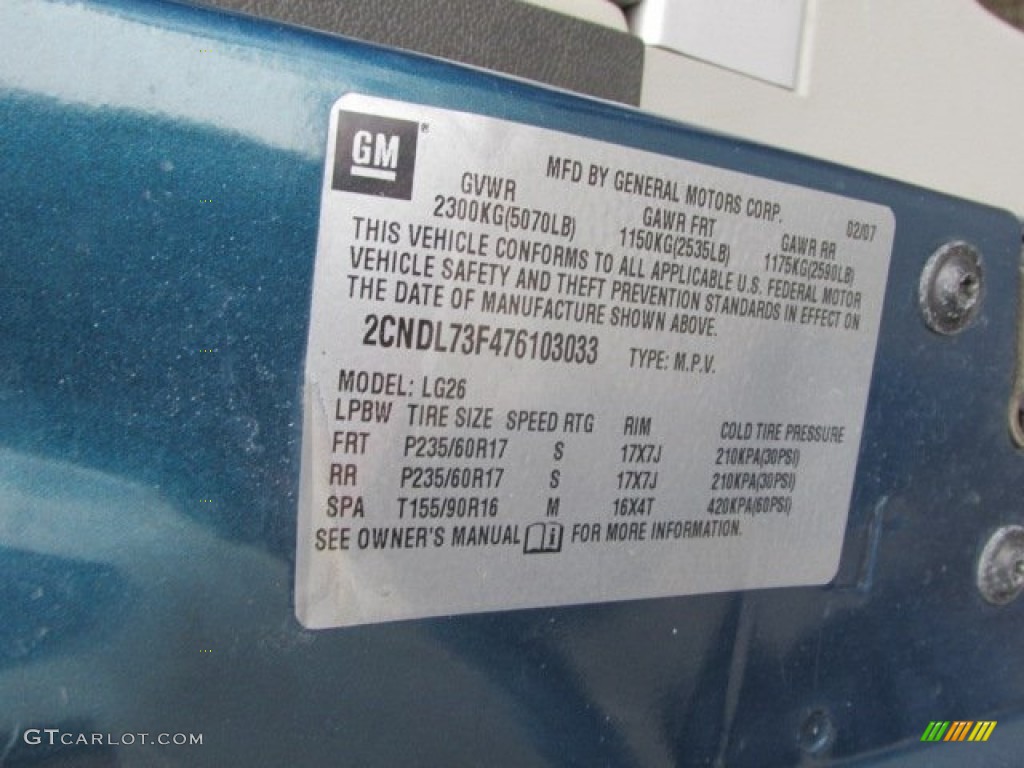 GM®
MFD BY GENERAL MOTORS CORP.
02/07
GVWR GAWR FRT GAWR RR
2300KG(5070LB) 1150KG(2535LB) 1175KG(2590LB)
THIS VEHICLE CONFORMS TO ALL APPLICABLE U.S. FEDERAL MOTOR
VEHICLE SAFETY AND THEFT PREVENTION STANDARDS IN EFFECT ON
THE DATE OF MANUFACTURE SHOWN ABOVE.
2CNDL73F476103033 TYPE: M.P.V.
MODEL: LG26
LPBW TIRE SIZE SPEED RTG RIM COLD TIRE PRESSURE
FRT P235/60R17 S 17X7J 210KPA(30PSI)
RR P235/60R17 S 17X7J 210KPA(30PSI)
SPA T155/90R16 M 16X4T 420KPA(60PSI)
SEE OWNER'S MANUAL i FOR MORE INFORMATION.
GTCARLOT.COM